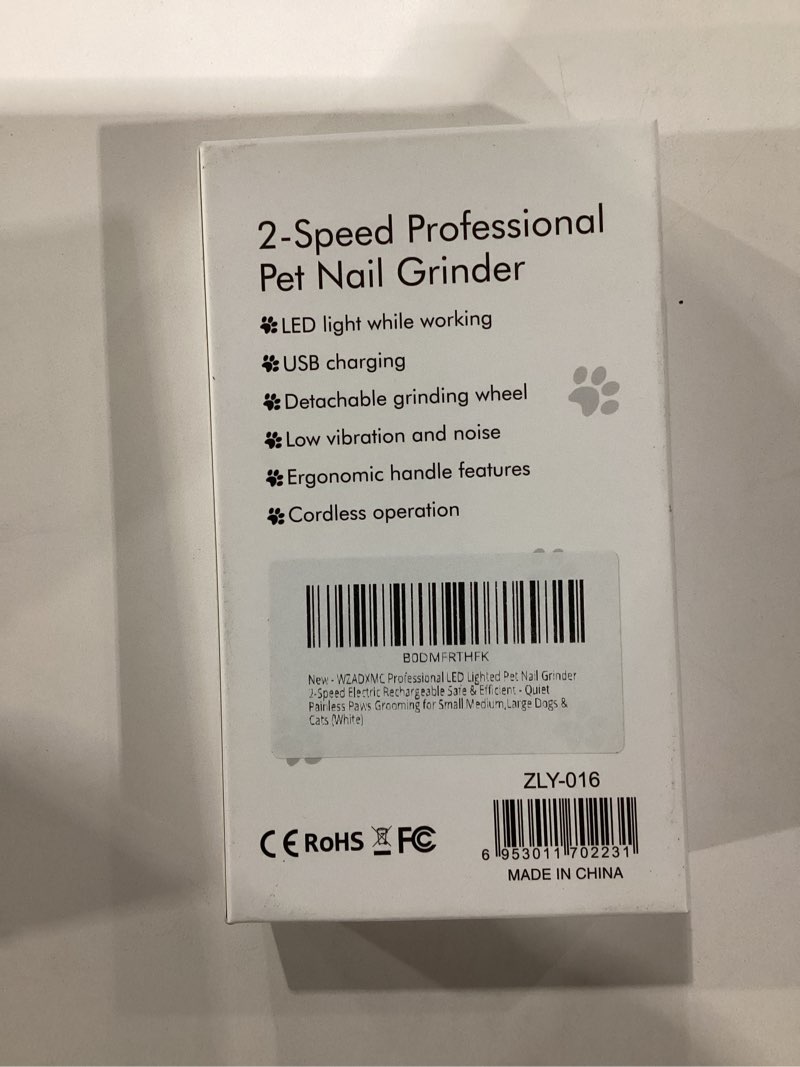 2-Speed Professional
Pet Nail Grinder
LED light while working
USB charging
Detachable grinding wheel
Low vibration and noise
Ergonomic handle features
Cordless operation
B0DMFRTHFK
New - WZADXMC Professional LED Lighted Pet Nail Grinder
2-Speed Electric Rechargeable Safe & Efficient - Quiet
Painless Paws Grooming for Small Medium,Large Dogs &
Cats (White)
ZLY-016
CE RoHS FC
6 953011 702231
MADE IN CHINA